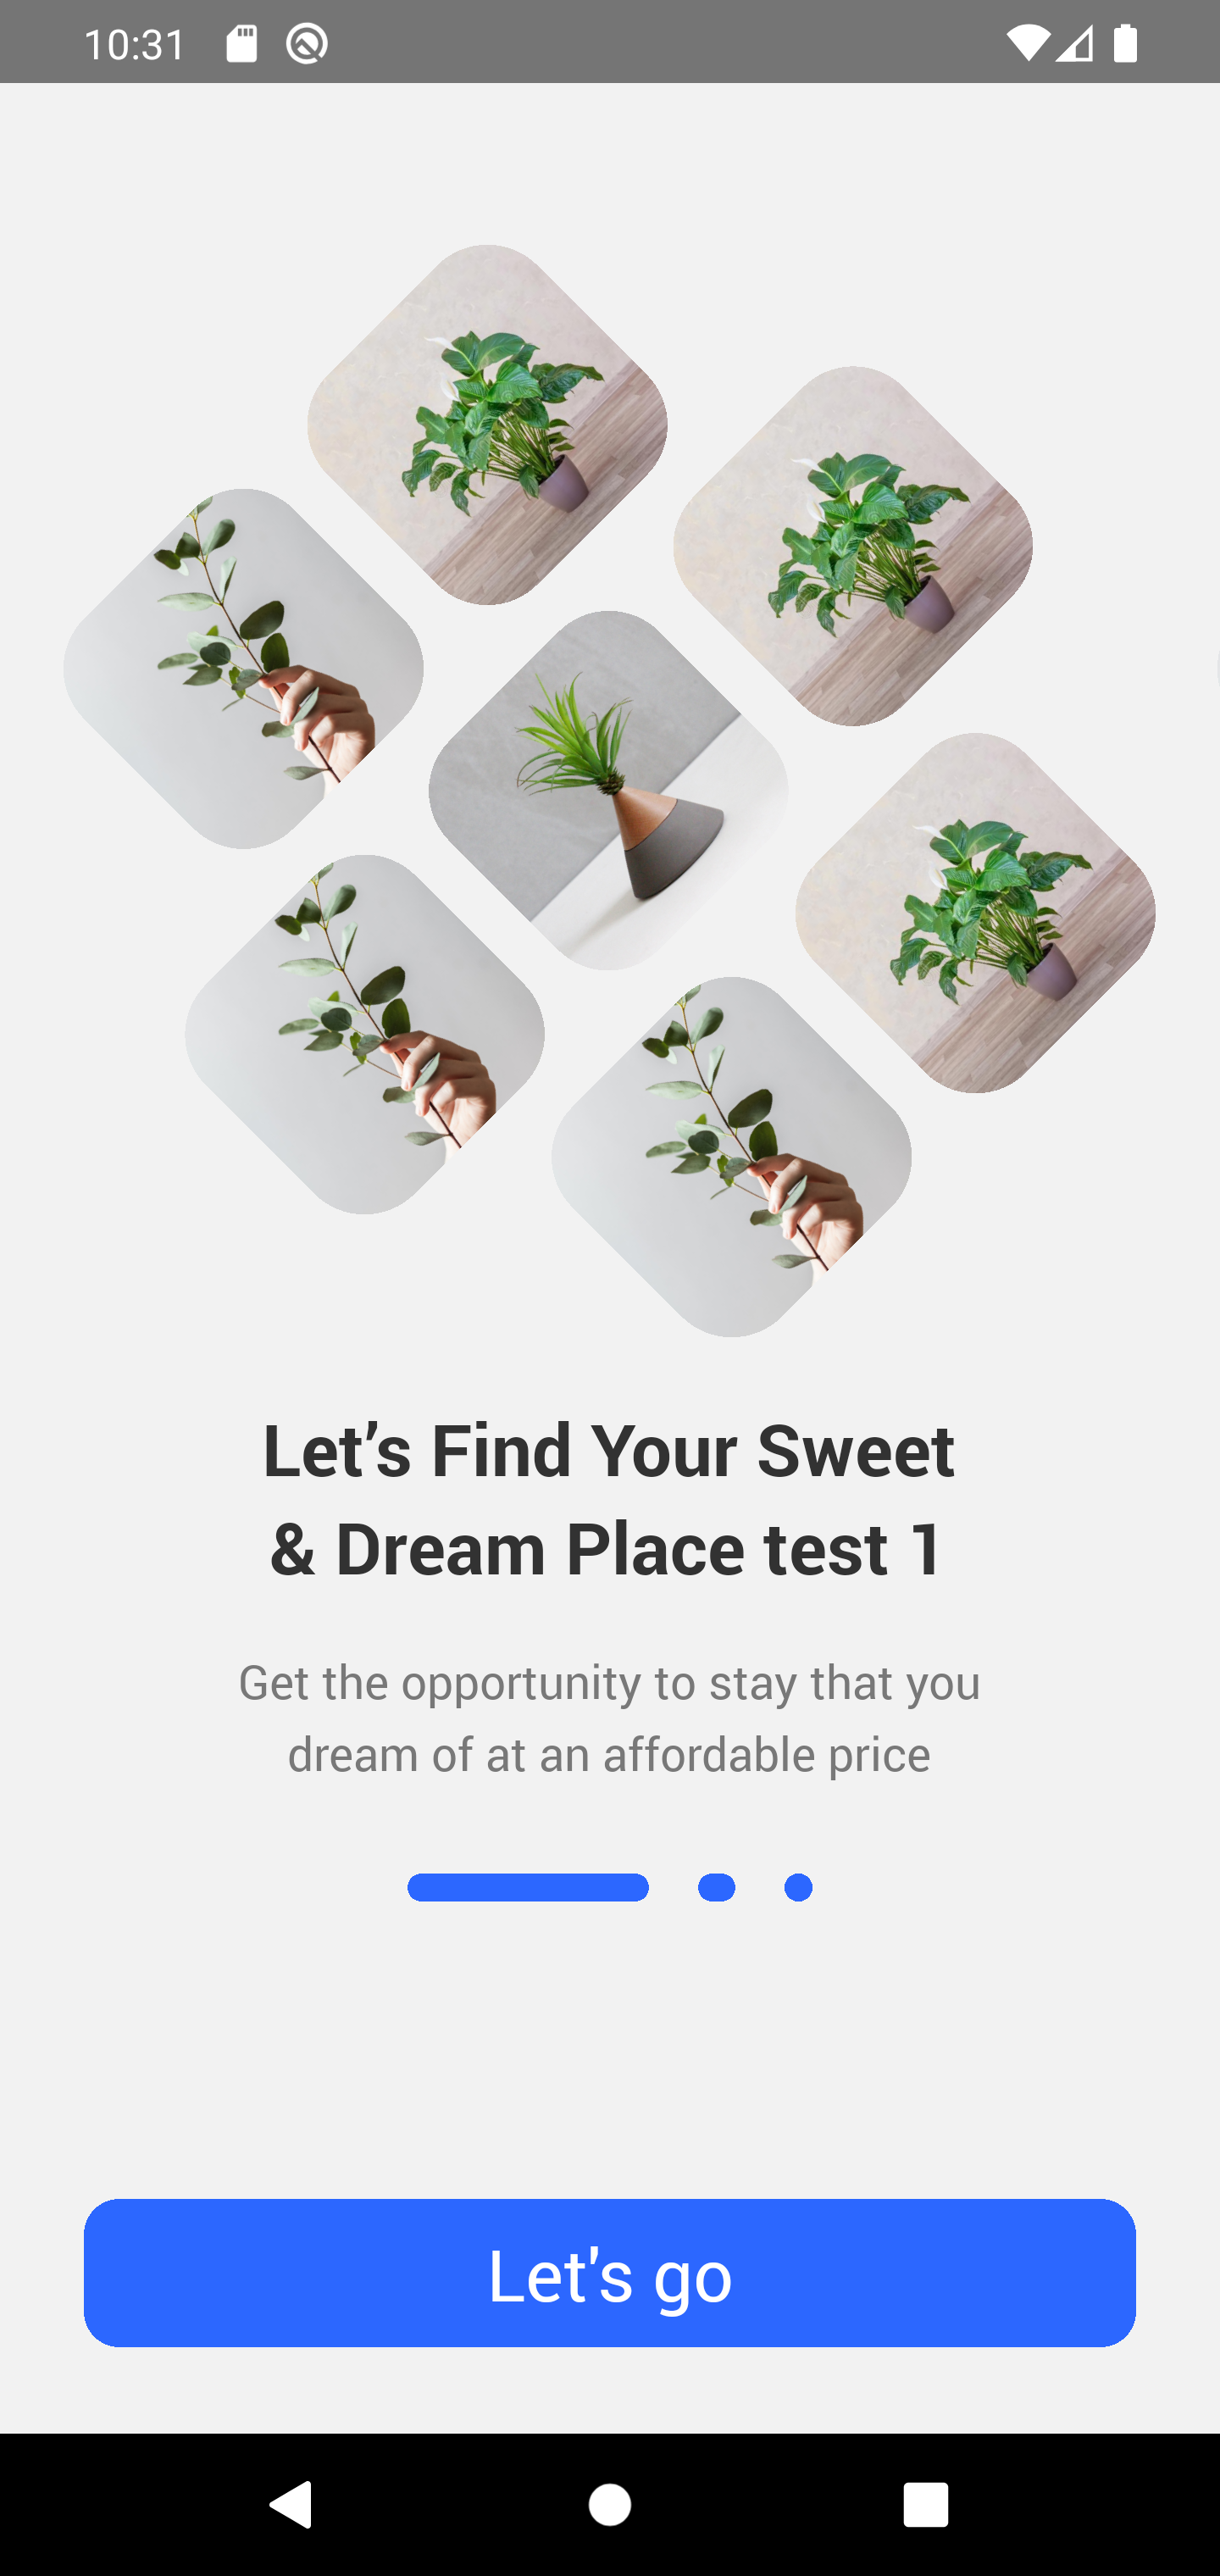 10:31
Let’s Find Your Sweet
& Dream Place test 1
Get the opportunity to stay that you
dream of at an affordable price
Let's go